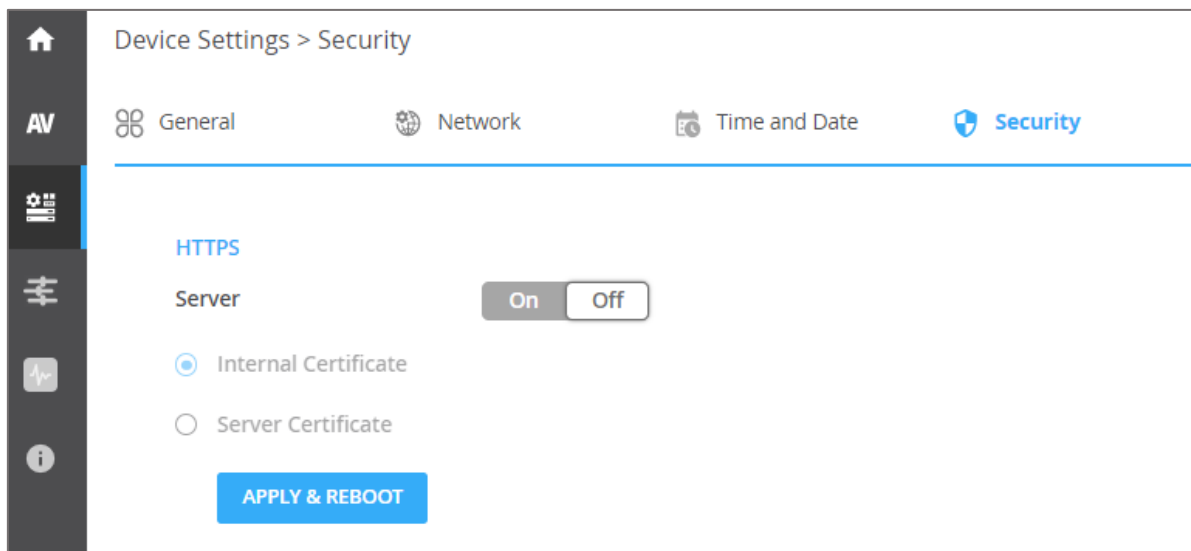 Device Settings > Security
AV
General
Network
Time and Date
Security
HTTPS
Server
On
Off
Internal Certificate
Server Certificate
APPLY & REBOOT